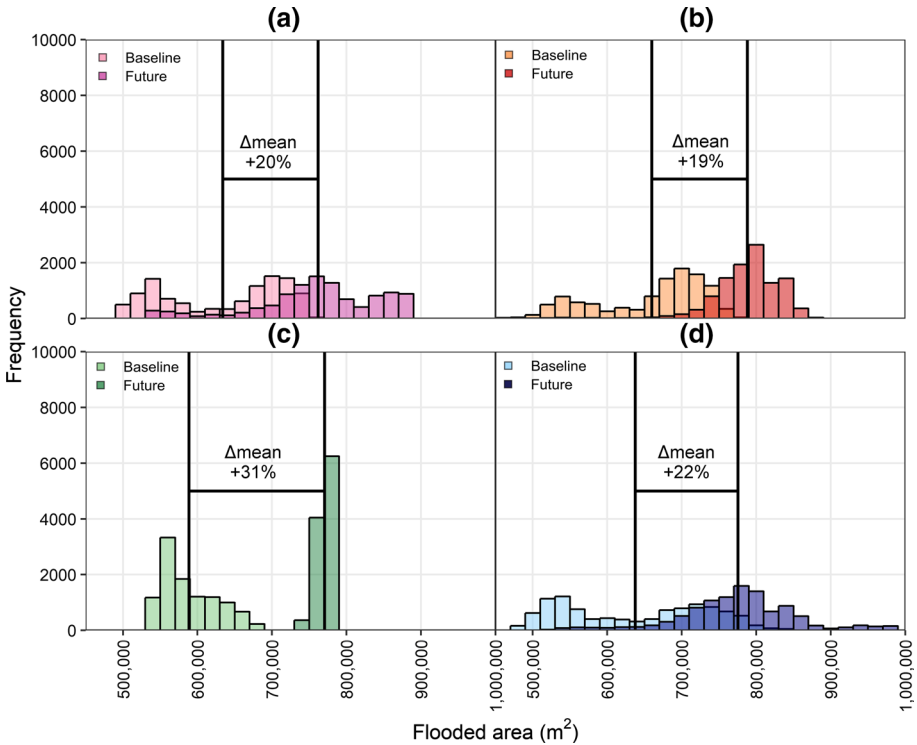 (a)
(b)
10000
8000
6000
4000
2000
0
Baseline
Future
Δmean
+20%
Baseline
Future
Δmean
+19%
Frequency
(c)
(d)
10000
8000
6000
4000
2000
0
Baseline
Future
Δmean
+31%
Baseline
Future
Δmean
+22%
500,000
600,000
700,000
800,000
900,000
1,000,000
500,000
600,000
700,000
800,000
900,000
1,000,000
Flooded area (m²)